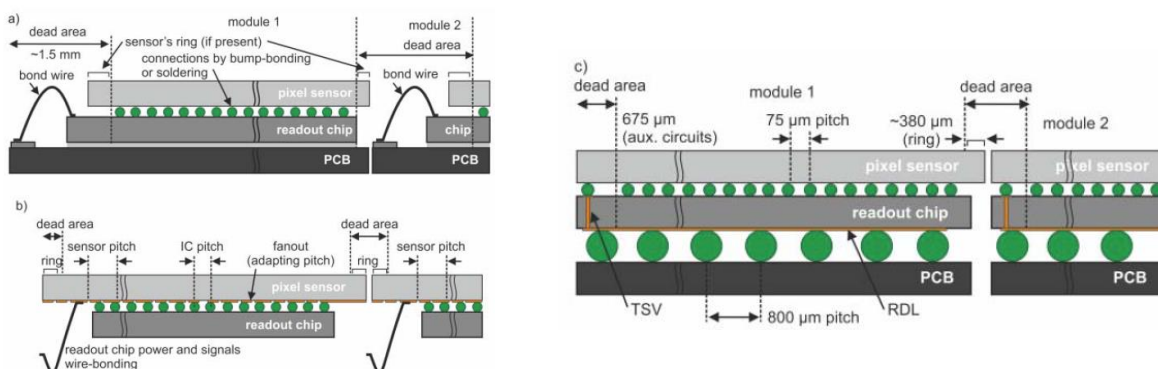 a)
module 1
module 2
dead area
~1.5 mm
sensor's ring (if present)
dead area
connections by bump-bonding
or soldering
bond wire
bond wire
pixel sensor
readout chip
chip
PCB
PCB
b)
dead area
sensor pitch
IC pitch
fanout
(adapting pitch)
dead area
sensor pitch
ring
ring
pixel sensor
readout chip
readout chip power and signals
wire-bonding
c)
dead area
module 1
dead area
675 µm
(aux. circuits)
75 µm pitch
~380 µm
(ring)
module 2
pixel sensor
pixel sensor
readout chip
readout chip
PCB
PCB
TSV
800 µm pitch
RDL